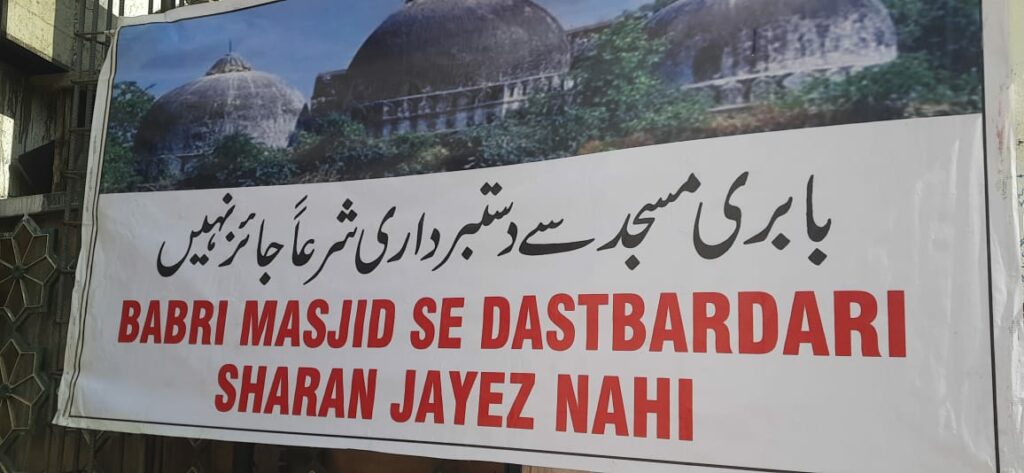 بابری مسجد سے دستبرداری شرعاً جائز نہیں
BABRI MASJID SE DASTBARDARI
SHARAN JAYEZ NAHI